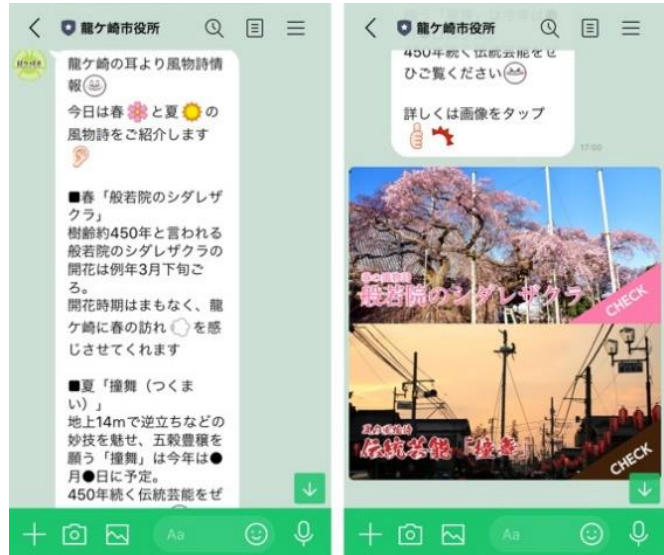 龍ケ崎市役所
龍ケ崎の耳より風物詩情
報
今日は春🌸と夏☀の
風物詩をご紹介します
■春「般若院のシダレザ
クラ」
樹齢約450年と言われる
般若院のシダレザクラの
開花は例年3月下旬ご
ろ。
開花時期はまもなく、龍
ケ崎に春の訪れを感
じさせてくれます
■夏「撞舞（つくま
い）」
地上14mで逆立ちなどの
妙技を魅せ、五穀豊穣を
願う「撞舞」は今年は●
月●日に予定。
450年続く伝統芸能をぜ
Aa
龍ケ崎市役所
450年続く伝統芸能をぜ
ひご覧ください
詳しくは画像をタップ
17:00
春の風物詩
般若院のシダレザクラ
CHECK
夏の風物詩
伝統芸能「撞舞」
CHECK
Aa